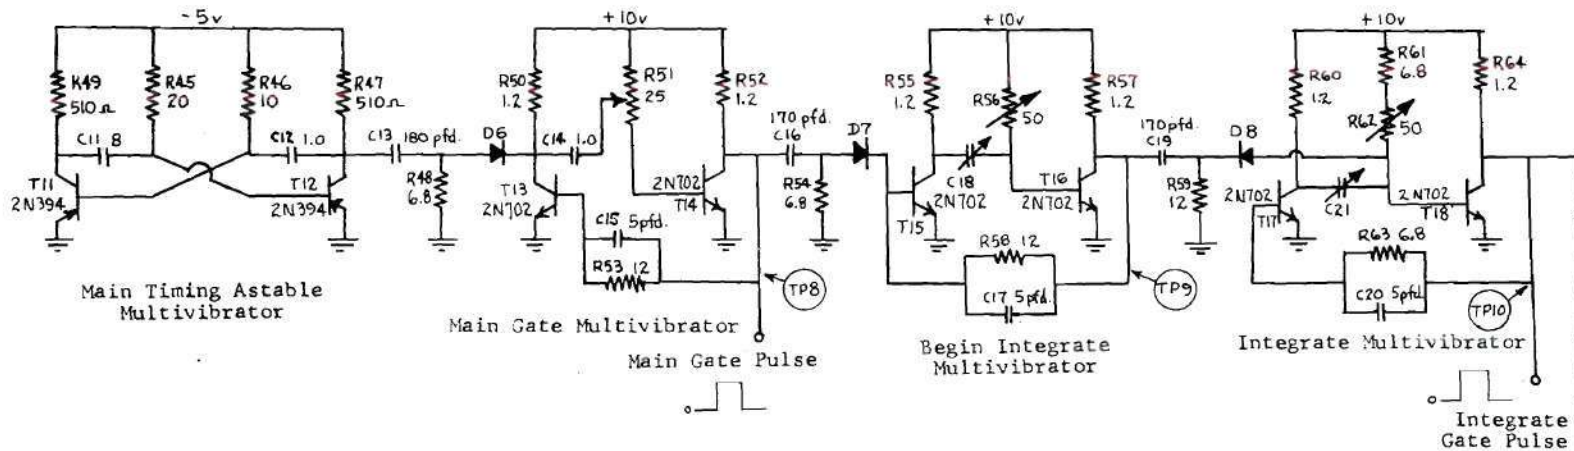 -5v
+10v
+10v
+10v
R49
510Ω
R45
20
R46
10
R47
510Ω
C11 .8
C12 1.0
C13 180 pfd.
R48
6.8
T11
2N394
T12
2N394
Main Timing Astable
Multivibrator
D6
R50
1.2
C14 1.0
R51
25
R52
1.2
T13
2N702
2N702
T14
C15 5pfd.
R53 12
TP8
Main Gate Multivibrator
Main Gate Pulse
170 pfd.
C16
R54
6.8
D7
R55
1.2
R56
50
R57
1.2
C18
2N702
T15
T16
2N702
R58 12
C17 5pfd.
TP9
Begin Integrate
Multivibrator
170 pfd.
C19
R59
12
D8
R60
1.2
R61
6.8
R62
50
R64
1.2
2N702
T17
C21
2N702
T18
R63 6.8
C20 5pfd.
TP10
Integrate Multivibrator
Integrate
Gate Pulse